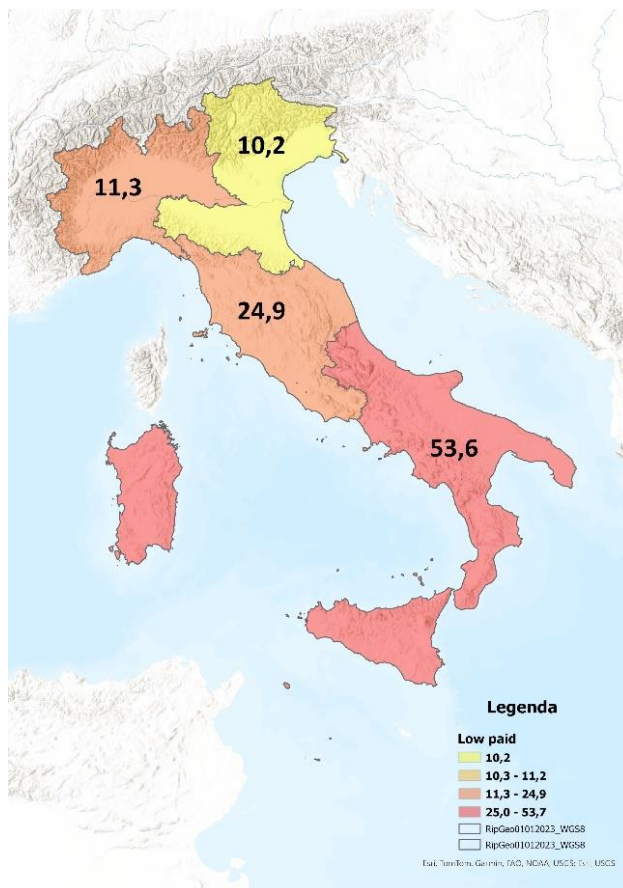 10,2
11,3
24,9
53,6
Legenda
Low paid
10,2
10,3 - 11,2
11,3 - 24,9
25,0 - 53,7
RipGeo01012023_WGS8
RipGeo01012023_WGS8
Esri, TomTom, Garmin, FAO, NOAA, USGS; Esri, USGS